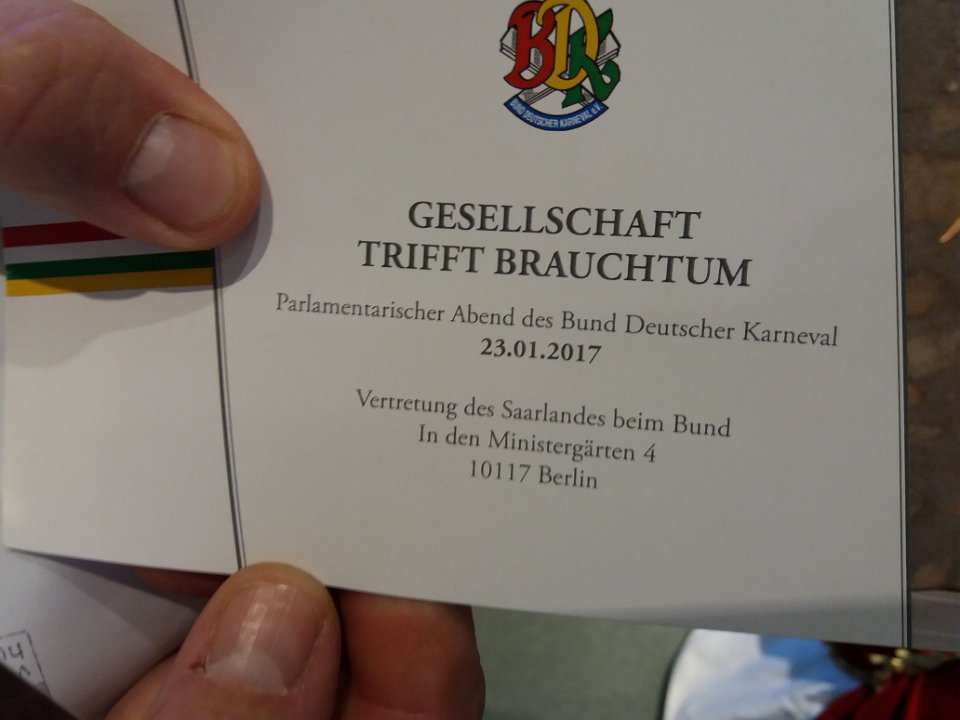 BDK
BUND DEUTSCHER KARNEVAL e.V.
GESELLSCHAFT
TRIFFT BRAUCHTUM
Parlamentarischer Abend des Bund Deutscher Karneval
23.01.2017
Vertretung des Saarlandes beim Bund
In den Ministergärten 4
10117 Berlin